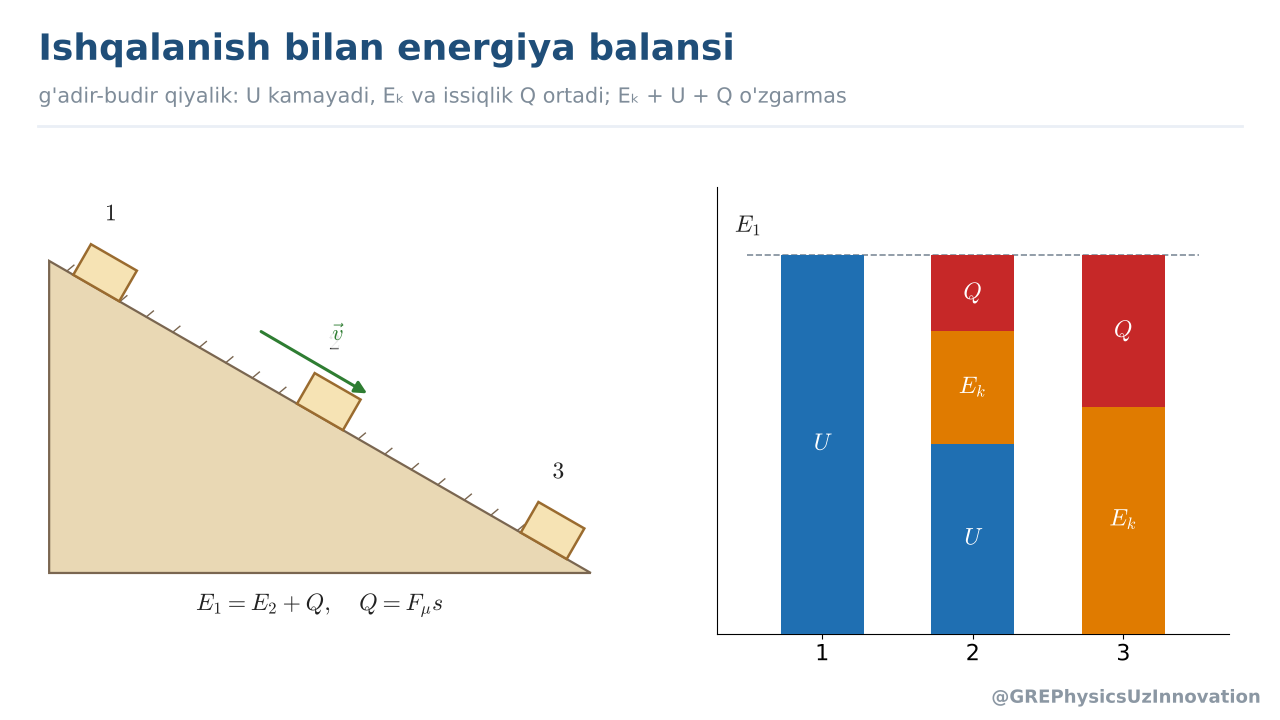 Ishqalanish bilan energiya balansi
g'adir-budir qiyalik: U kamayadi, Eₖ va issiqlik Q ortadi; Eₖ + U + Q o'zgarmas
1
v⃗
3
E₁ = E₂ + Q, Q = F_μ s
E₁
U
Q
Eₖ
U
Q
Eₖ
1 2 3
@GREPhysicsUzInnovation